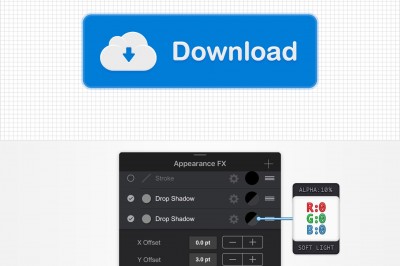 Download
Appearance FX
Stroke
ALPHA:10%
Drop Shadow
R:0
Drop Shadow
G:0
B:0
X Offset
0.0 pt
SOFT LIGHT
Y Offset
3.0 pt